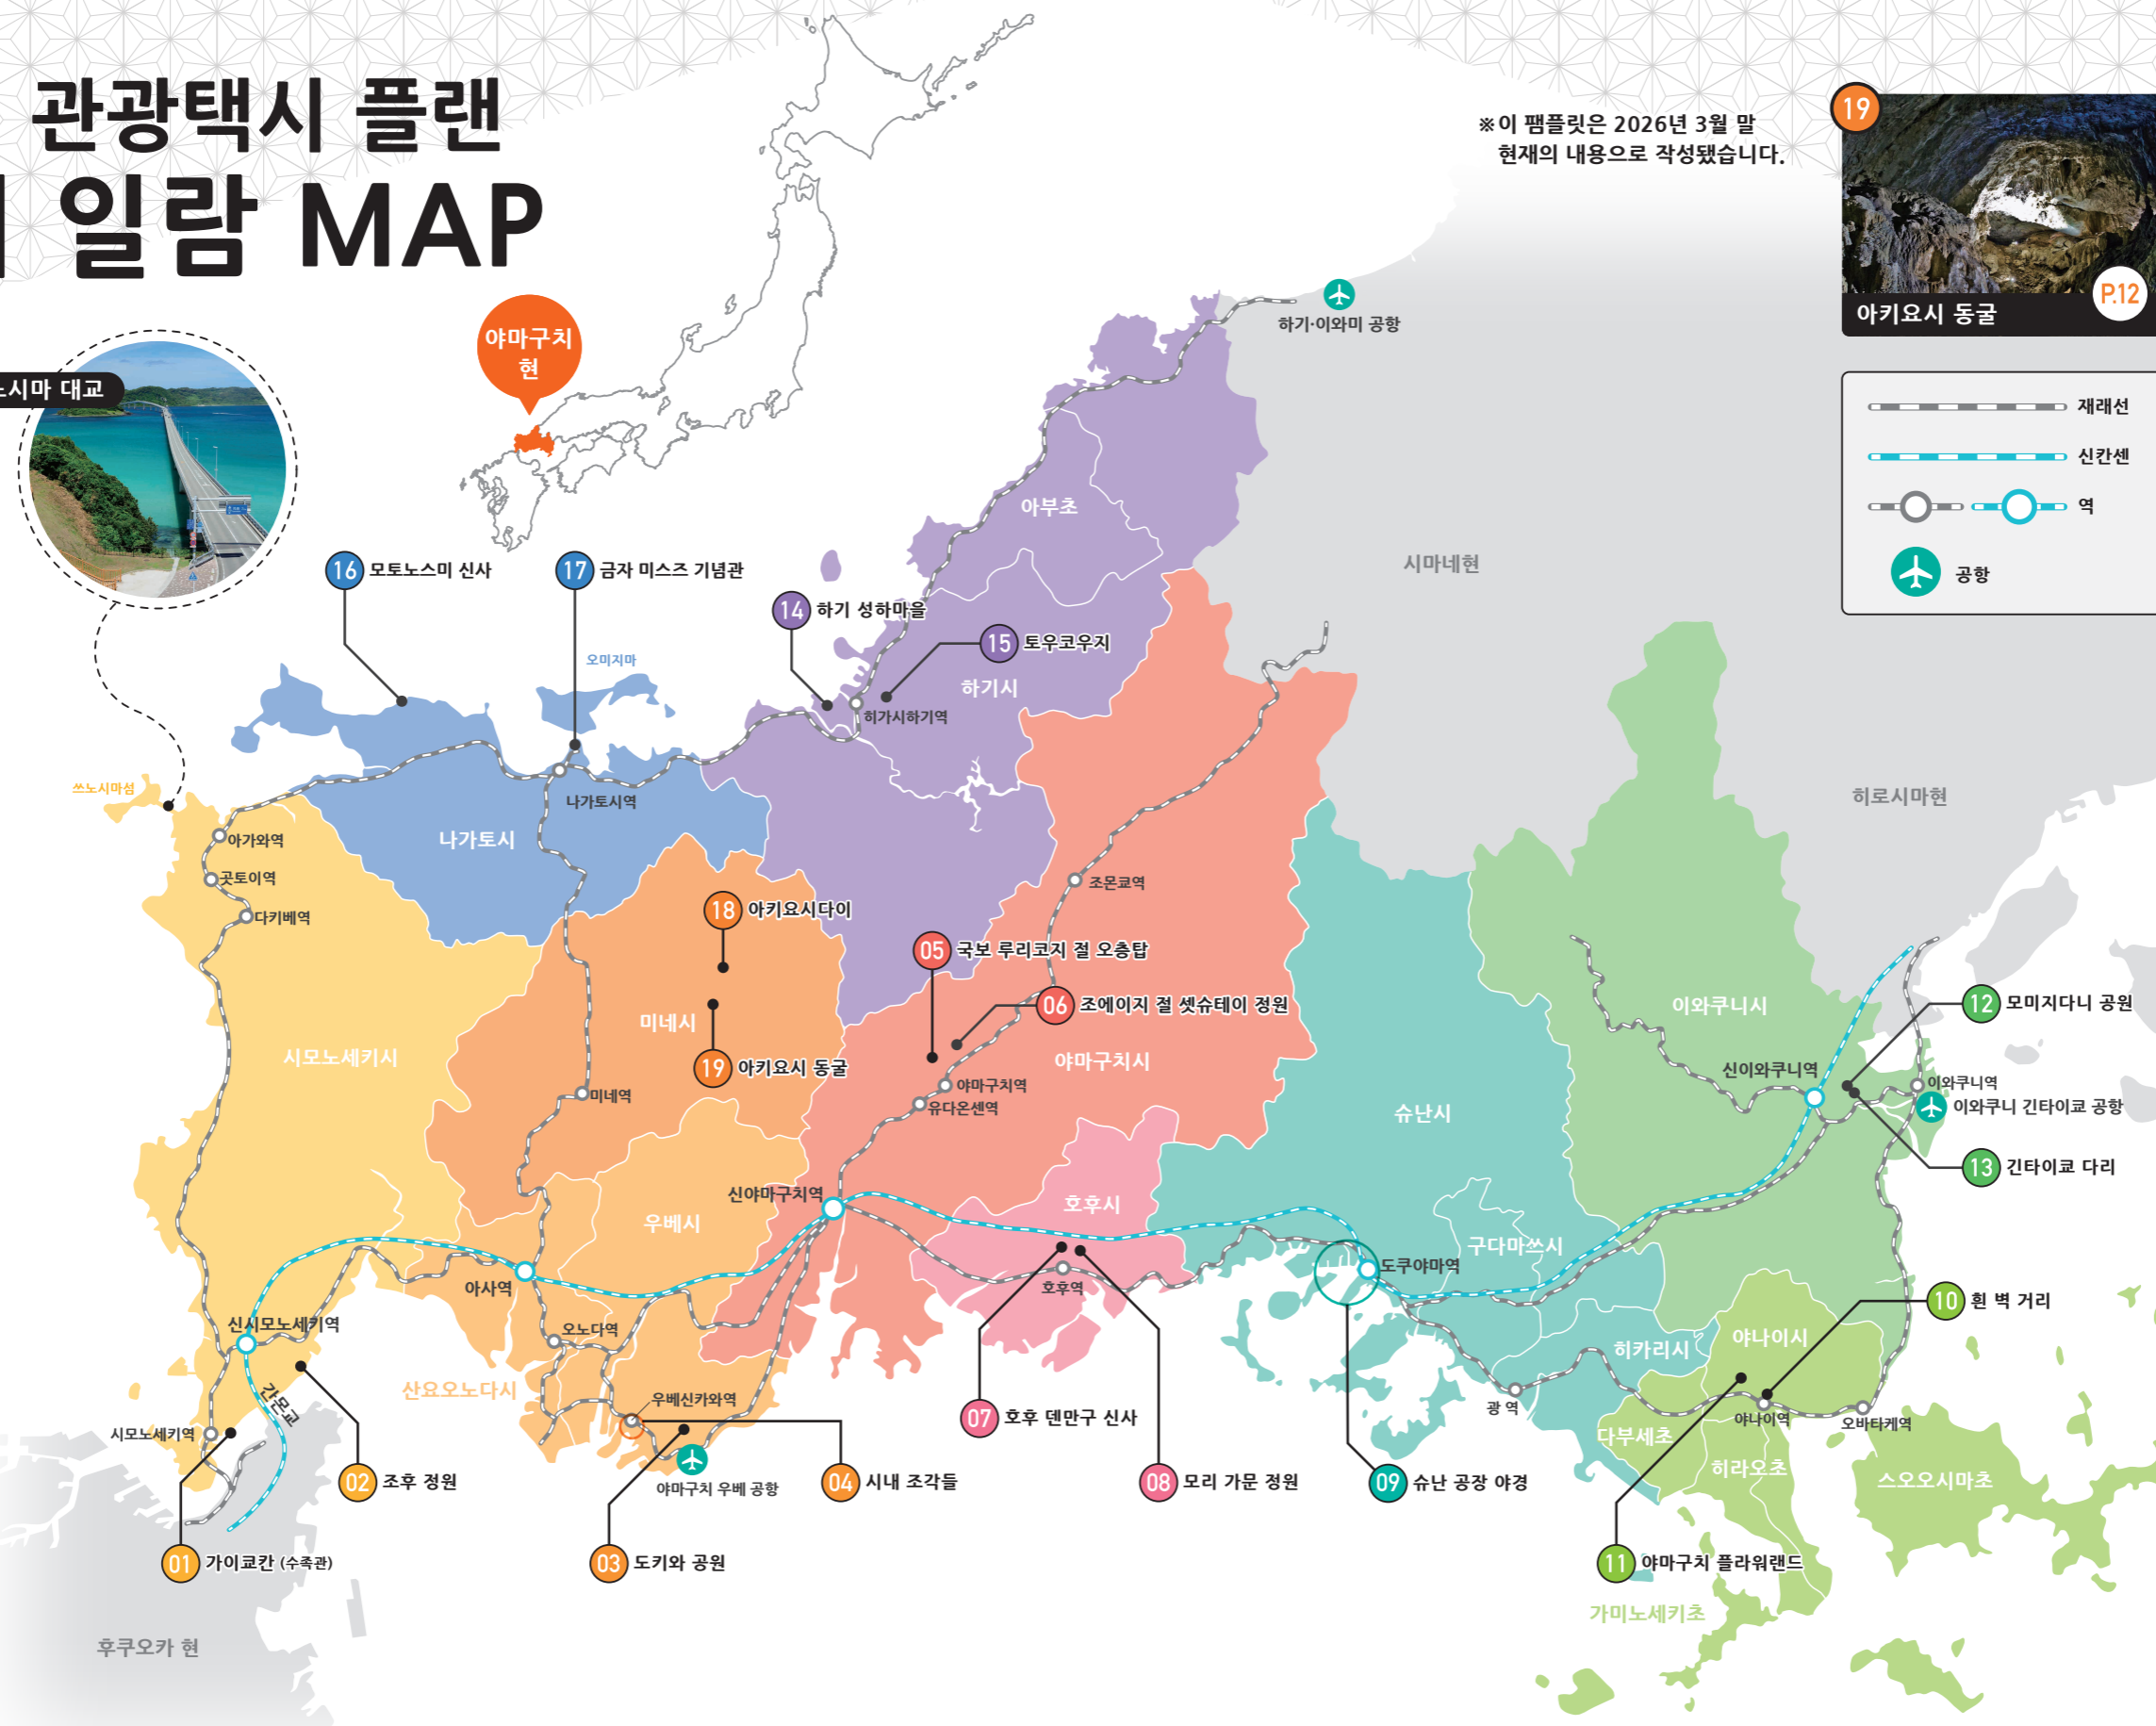 관광택시 플랜
일람 MAP
※이 팸플릿은 2026년 3월 말
현재의 내용으로 작성됐습니다.
19
P.12
아키요시 동굴
재래선
신칸센
역
공항
야마구치
현
노시마 대교
하기·이와미 공항
시마네현
히로시마현
아부초
16 모토노스미 신사
17 금자 미스즈 기념관
14 하기 성하마을
15 토우코우지
오미지마
하기시
히가시하기역
쓰노시마섬
나가토시역
나가토시
아가와역
곳토이역
다키베역
조몬쿄역
18 아키요시다이
05 국보 루리코지 절 오층탑
06 조에이지 절 셋슈테이 정원
미네시
19 아키요시 동굴
시모노세키시
야마구치시
야마구치역
유다온센역
미네역
이와쿠니시
12 모미지다니 공원
신이와쿠니역
이와쿠니역
이와쿠니 긴타이쿄 공항
13 긴타이쿄 다리
슈난시
신야마구치역
우베시
호후시
구다마쓰시
도쿠야마역
아사역
호후역
10 흰 벽 거리
신시모노세키역
오노다역
히카리시
야나이시
간몬교
산요오노다시
우베신카와역
시모노세키역
07 호후 덴만구 신사
광 역
야나이역
오바타케역
다부세초
히라오초
스오오시마초
02 조후 정원
야마구치 우베 공항
04 시내 조각들
08 모리 가문 정원
09 슈난 공장 야경
01 가이쿄칸 (수족관)
03 도키와 공원
11 야마구치 플라워랜드
가미노세키초
후쿠오카 현